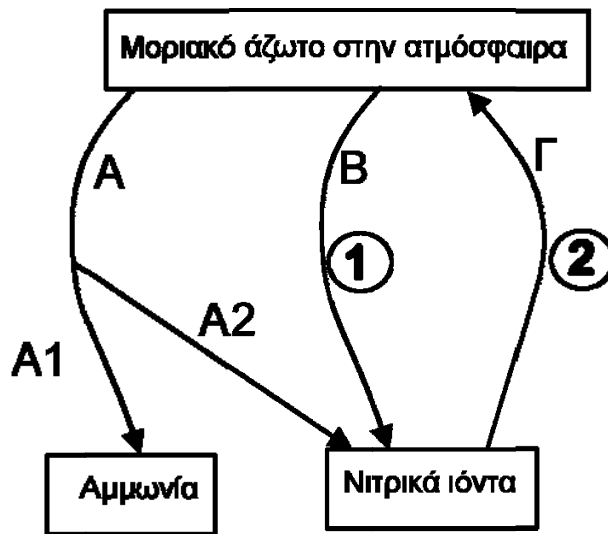 Μοριακό άζωτο στην ατμόσφαιρα
Α
Β
Γ
1
2
Α2
Α1
Αμμωνία
Νιτρικά ιόντα